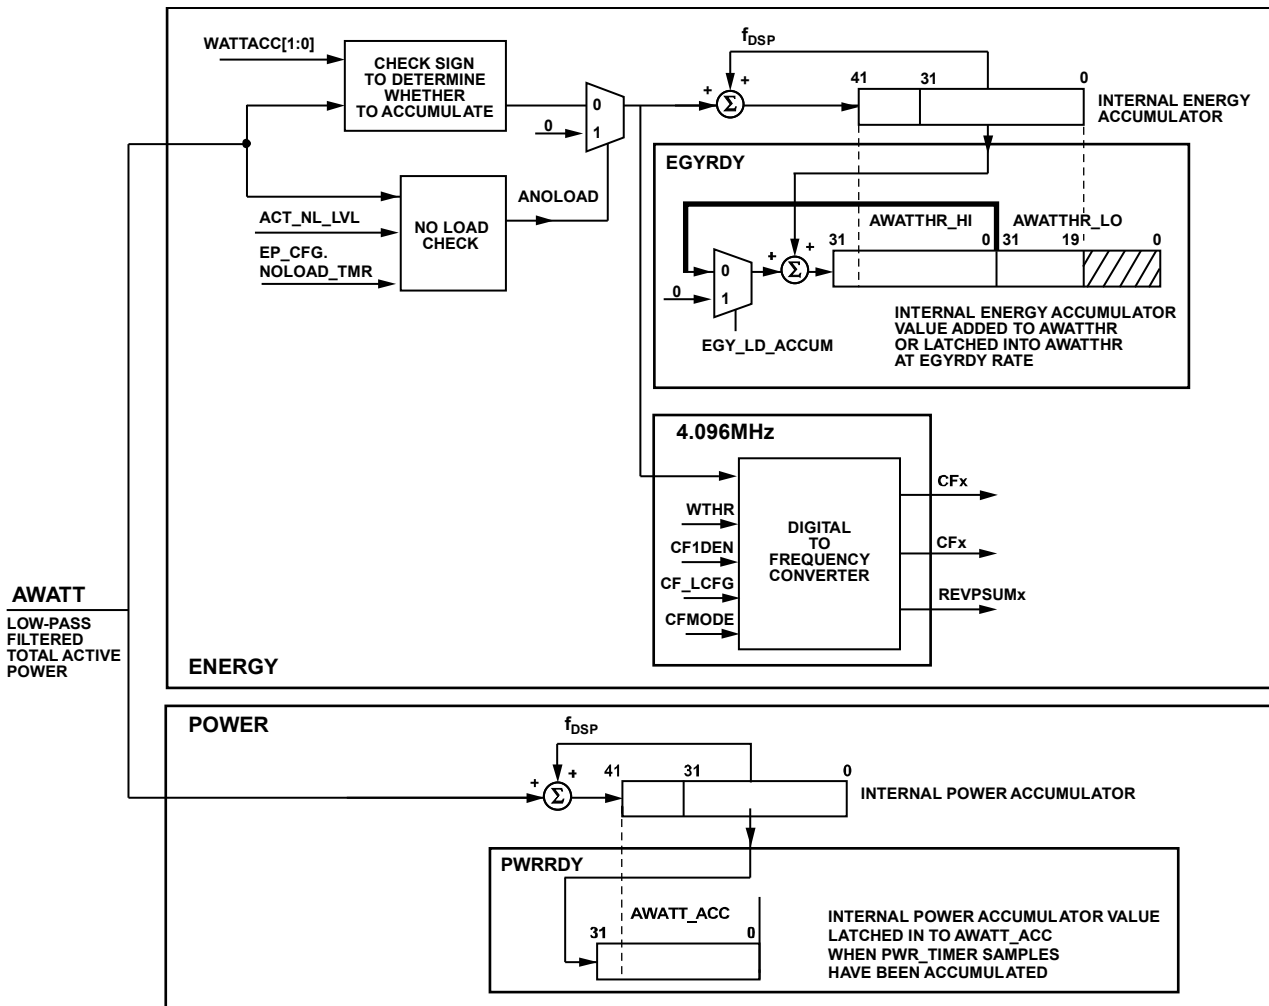 WATTACC[1:0]
CHECK SIGN
TO DETERMINE
WHETHER
TO ACCUMULATE
0
1
0
fDSP
+
+
Σ
41
31
0
INTERNAL ENERGY
ACCUMULATOR
ACT_NL_LVL
EP_CFG.
NOLOAD_TMR
NO LOAD
CHECK
ANOLOAD
EGYRDY
AWATTHR_HI
AWATTHR_LO
31
0
31
19
0
0
1
0
+
+
Σ
EGY_LD_ACCUM
INTERNAL ENERGY ACCUMULATOR
VALUE ADDED TO AWATTHR
OR LATCHED INTO AWATTHR
AT EGYRDY RATE
4.096MHz
WTHR
CF1DEN
CF_LCFG
CFMODE
DIGITAL
TO
FREQUENCY
CONVERTER
CFx
CFx
REVPSUMx
AWATT
LOW-PASS
FILTERED
TOTAL ACTIVE
POWER
ENERGY
POWER
fDSP
+
+
Σ
41
31
0
INTERNAL POWER ACCUMULATOR
PWRRDY
AWATT_ACC
31
0
INTERNAL POWER ACCUMULATOR VALUE
LATCHED IN TO AWATT_ACC
WHEN PWR_TIMER SAMPLES
HAVE BEEN ACCUMULATED